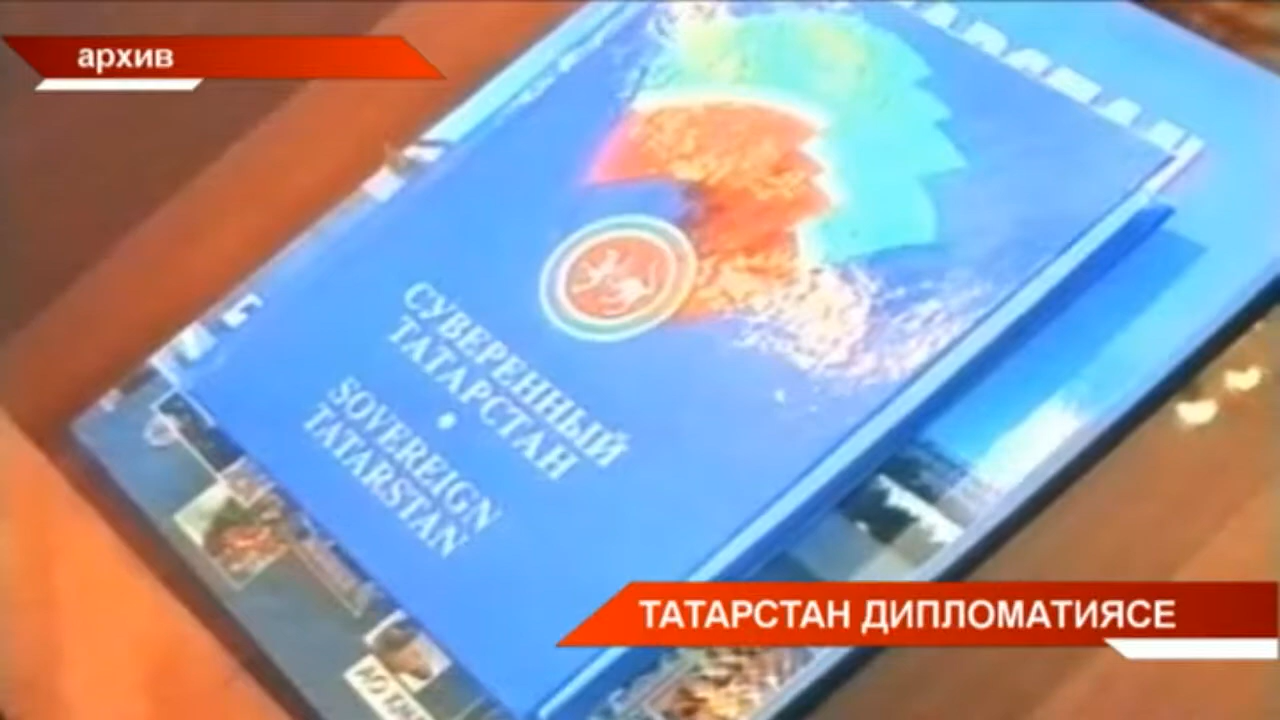 архив
СУВЕРЕННЫЙ
ТАТАРСТАН
SOVEREIGN
TATARSTAN
ТАТАРСТАН ДИПЛОМАТИЯСЕ